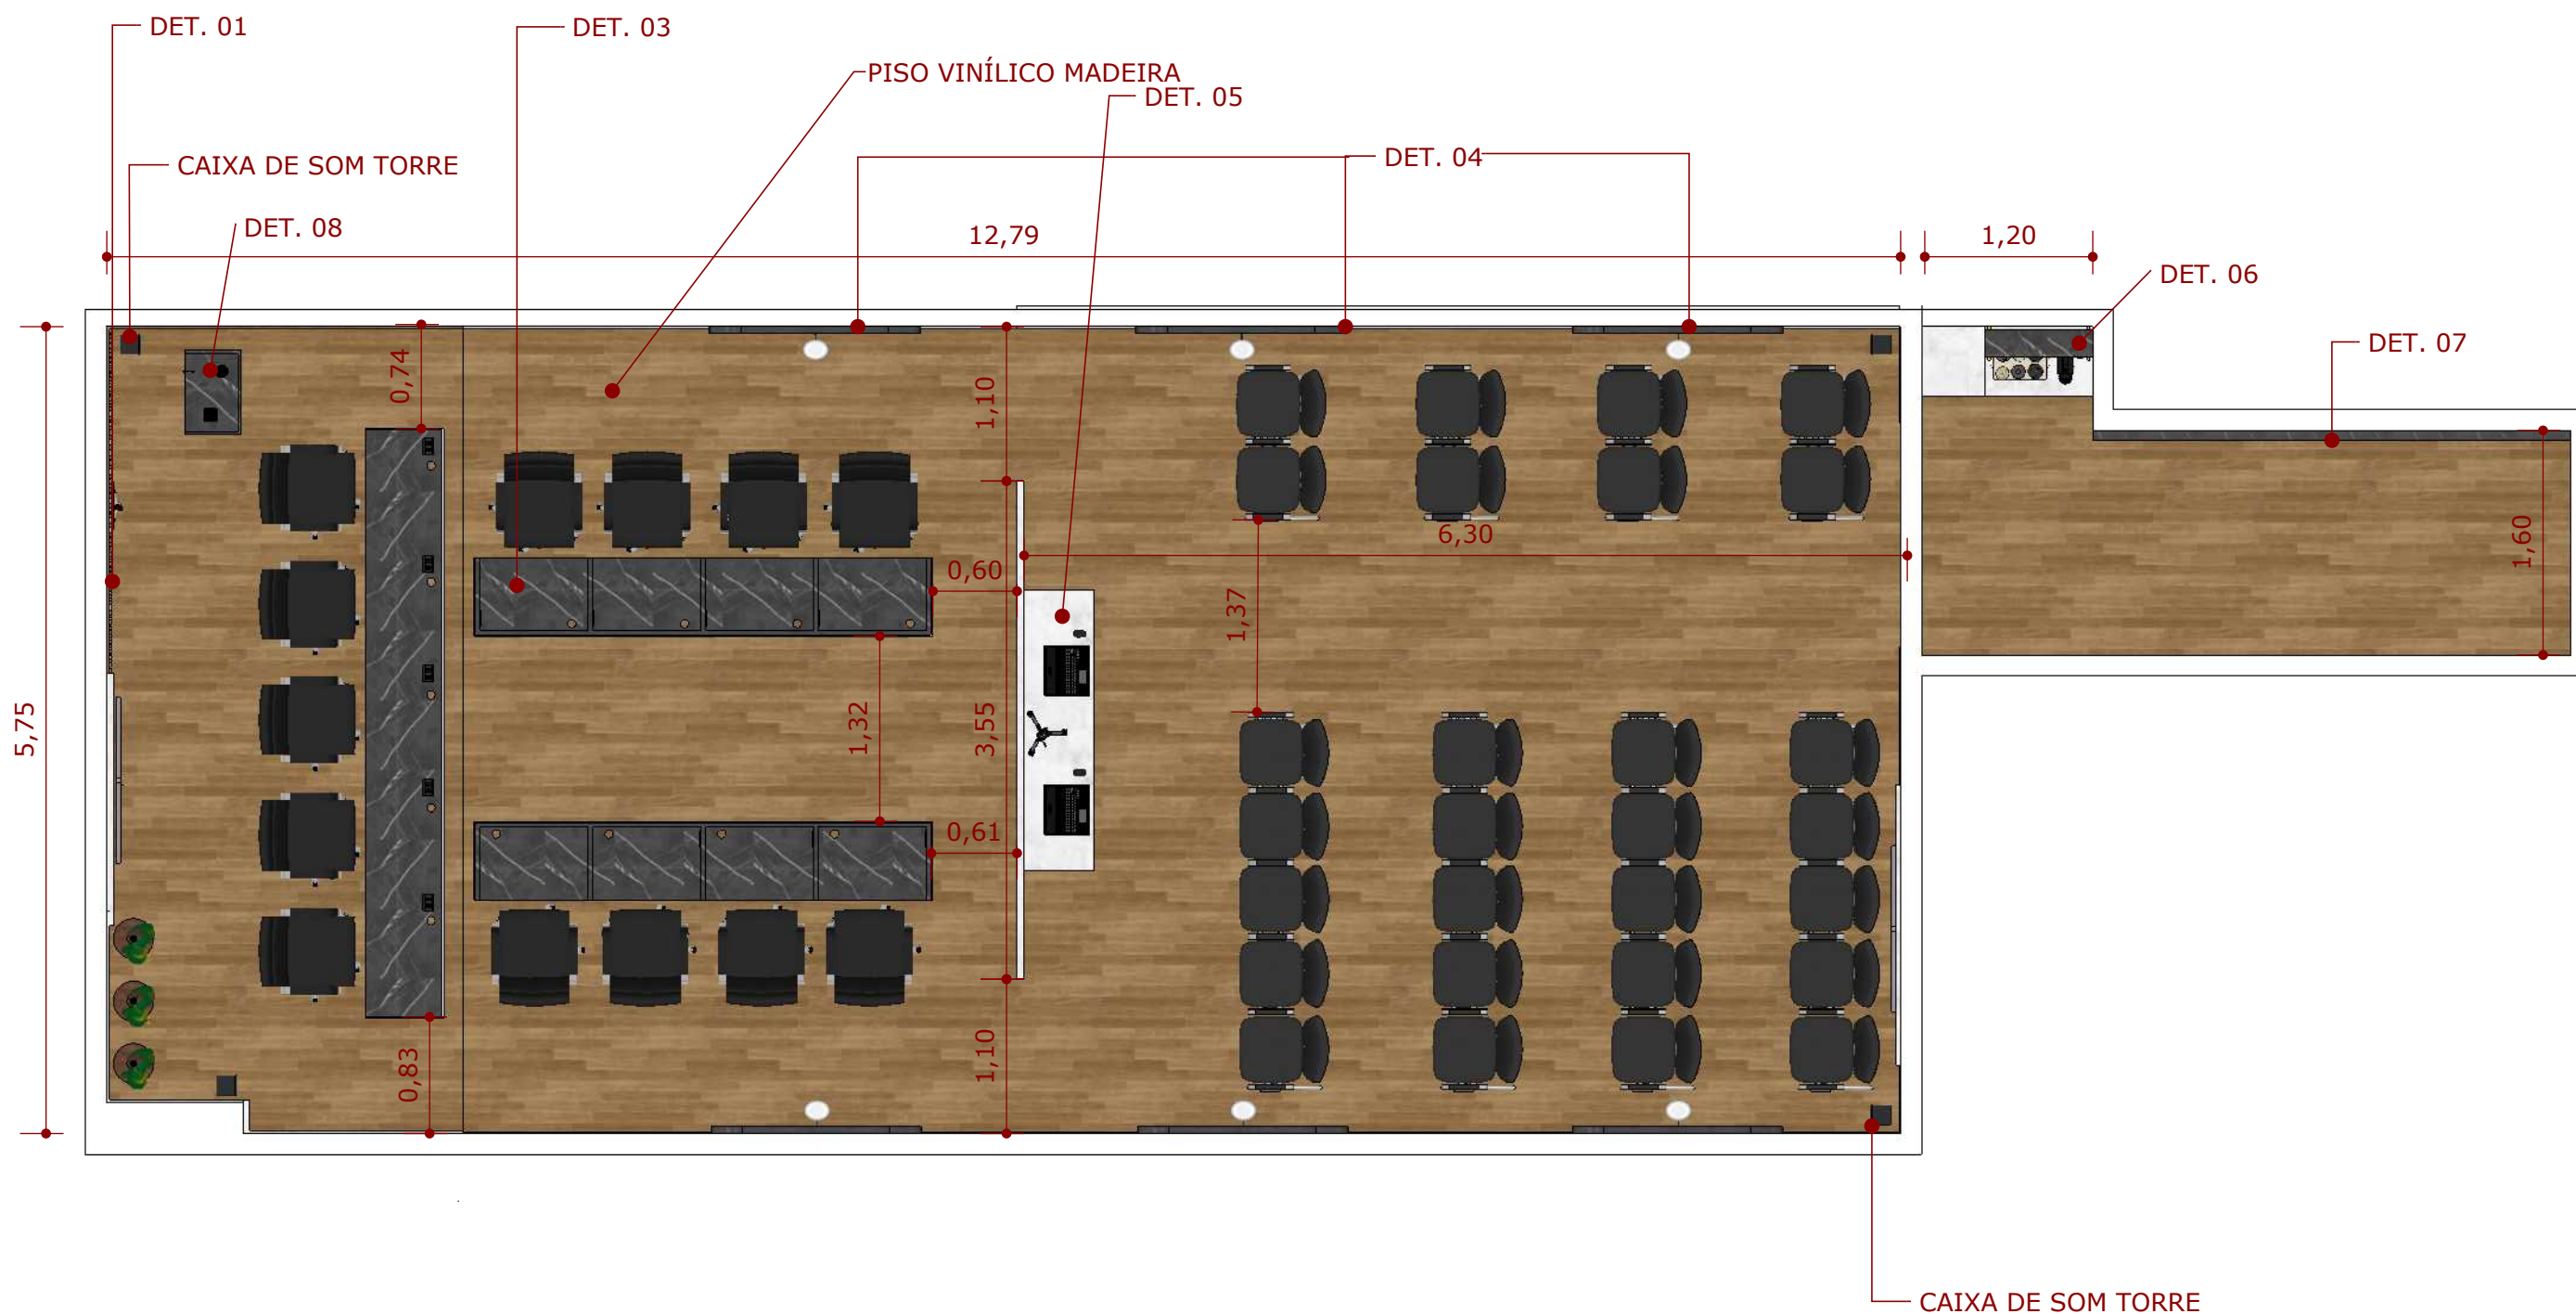 DET. 01
DET. 03
PISO VINÍLICO MADEIRA
DET. 05
CAIXA DE SOM TORRE
DET. 04
DET. 08
12,79
1,20
DET. 06
DET. 07
0,74
1,10
6,30
1,60
0,60
1,37
5,75
1,32
3,55
0,61
0,83
1,10
CAIXA DE SOM TORRE